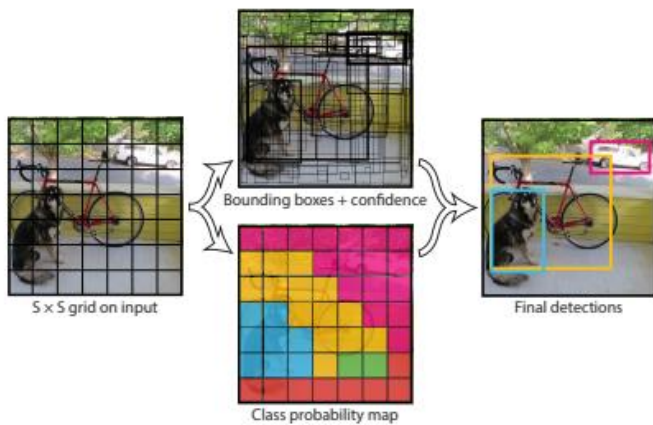 Bounding boxes + confidence
S × S grid on input
Final detections
Class probability map